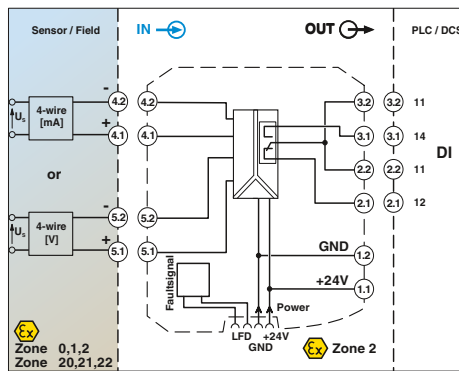 Sensor / Field IN OUT PLC / DCS
- 4.2 4.2 3.2 3.2 11
4-wire
[mA]
Us
+ 4.1 4.1 3.1 3.1 14
or
2.2 2.2 11
DI
2.1 2.1 12
- 5.2 5.2
4-wire
[V]
Us
+ 5.1 5.1
GND 1.2
+24V 1.1
Faultsignal
Power
LFD +24V
GND
Ex Zone 2
Ex
Zone 0,1,2
Zone 20,21,22